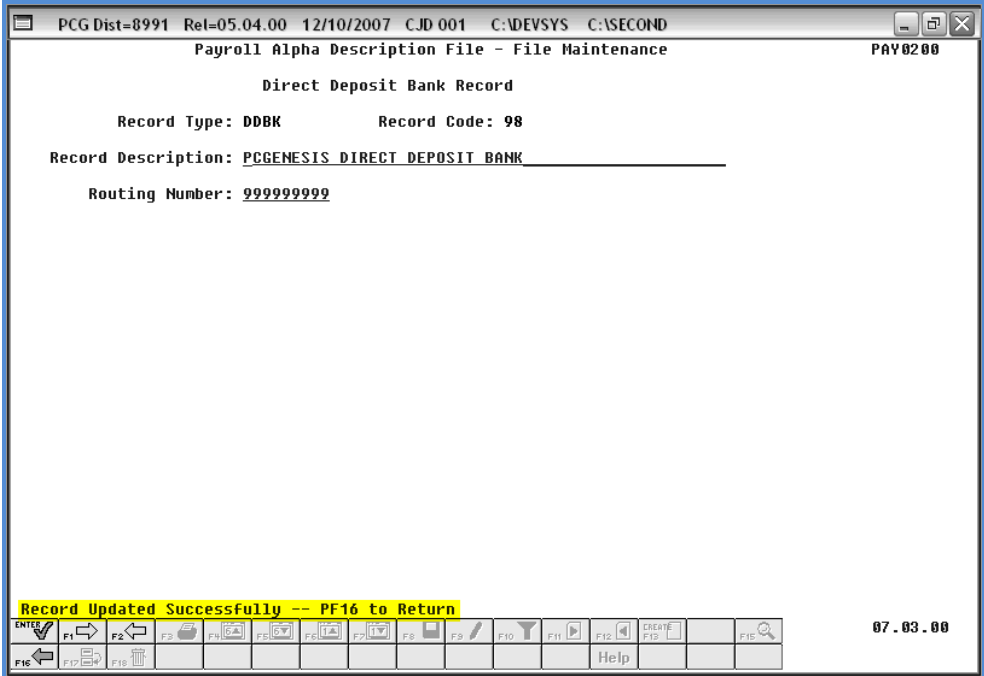 PCG Dist=8991 Rel=05.04.00 12/10/2007 CJD 001 C:\DEVSYS C:\SECOND
Payroll Alpha Description File - File Maintenance PAY0200
Direct Deposit Bank Record
Record Type: DDBK Record Code: 98
Record Description: PCGENESIS DIRECT DEPOSIT BANK
Routing Number: 999999999
Record Updated Successfully -- PF16 to Return
ENTER F1 F2 F3 F4 F5 F6 F7 F8 F9 F10 F11 F12 CREATE F13 F15 07.03.00
F16 F17 F18 Help